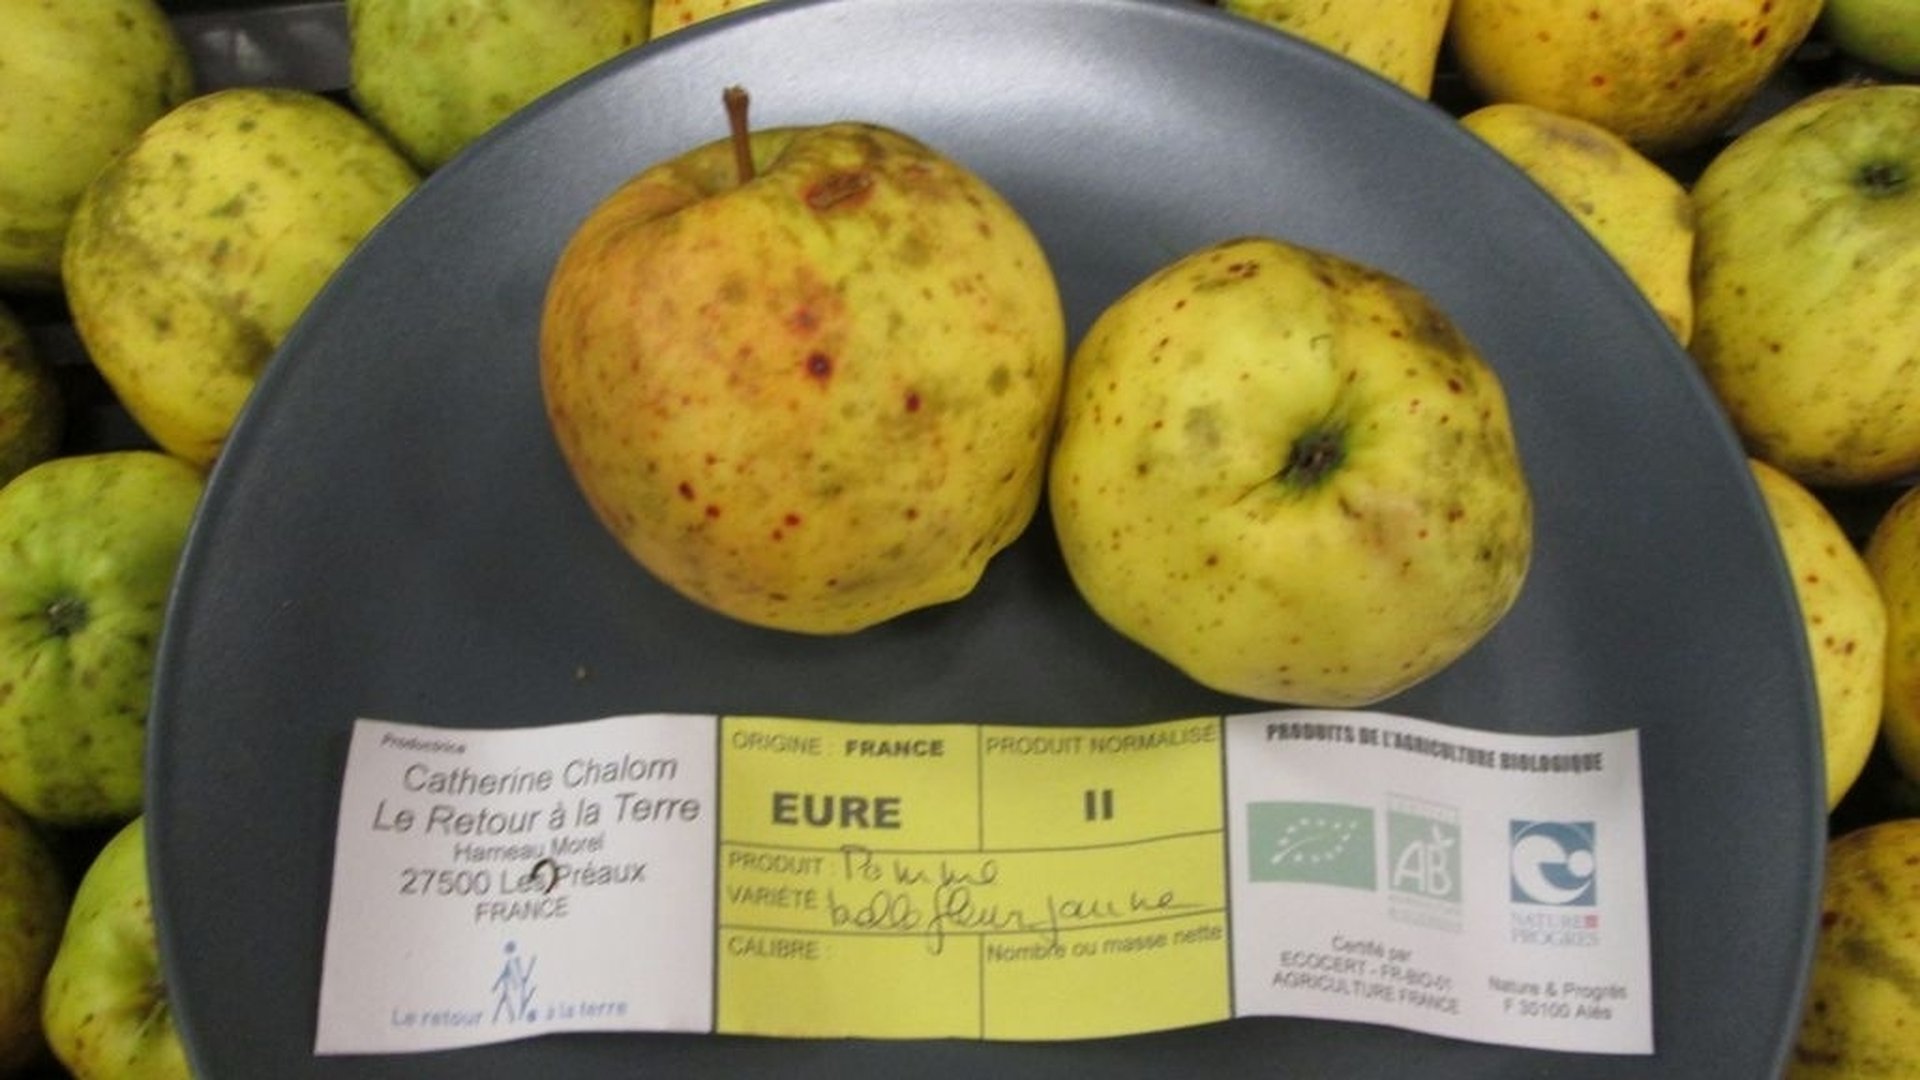 Productrice
Catherine Chalom
Le Retour à la Terre
Hameau Morel
27500 Les Préaux
FRANCE
Le retour à la terre
ORIGINE : FRANCE
EURE
PRODUIT NORMALISÉ
II
PRODUIT : Pomme
VARIÉTÉ belle fleur jaune
CALIBRE :
Nombre ou masse nette
PRODUITS DE L'AGRICULTURE BIOLOGIQUE
AB
NATURE
PROGRÈS
Certifié par
ECOCERT - FR-BIO-01
AGRICULTURE FRANCE
Nature & Progrès
F 30100 Alès